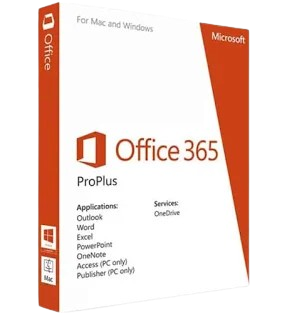 Office
For Mac and Windows
Microsoft
Office 365
ProPlus
Applications:
Outlook
Word
Excel
PowerPoint
OneNote
Access (PC only)
Publisher (PC only)
Services:
OneDrive
Mac